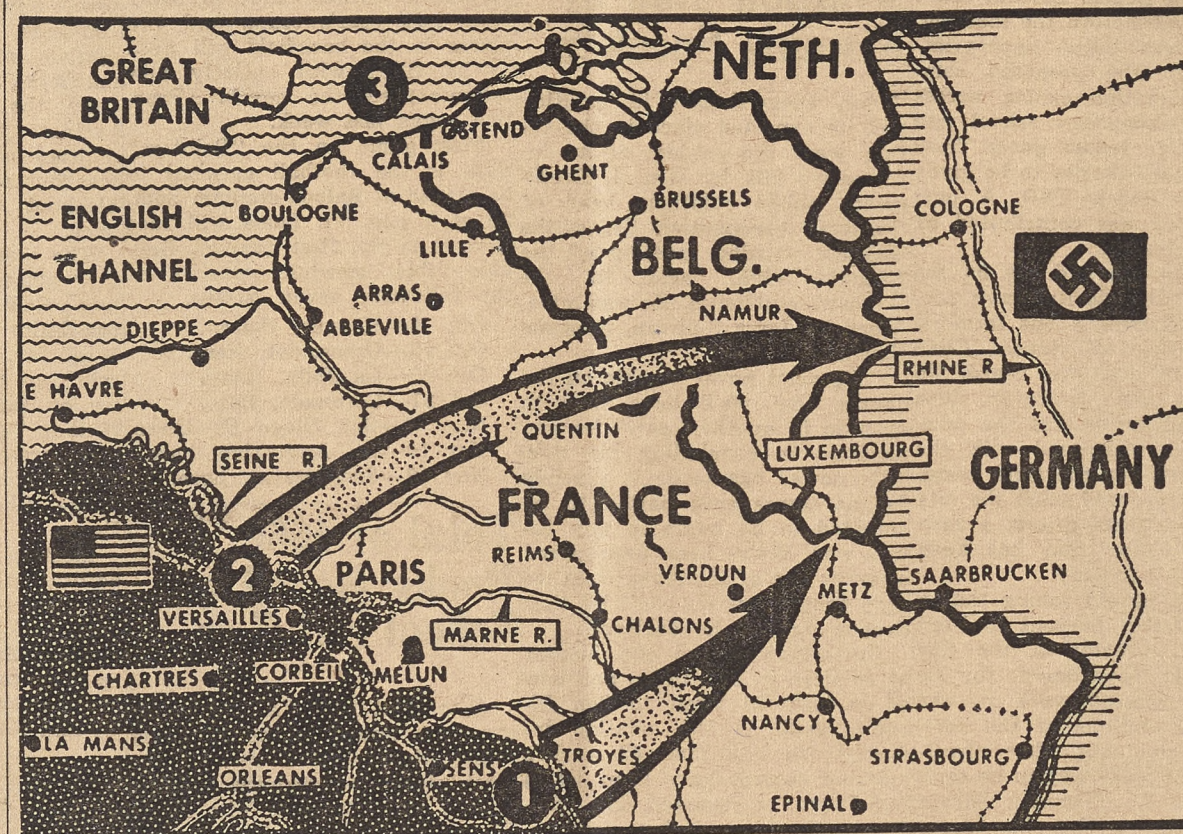 GREAT
BRITAIN
3
NETH.
OSTEND
CALAIS
GHENT
ENGLISH
CHANNEL
BOULOGNE
BRUSSELS
COLOGNE
LILLE
BELG.
ARRAS
ABBEVILLE
NAMUR
DIEPPE
RHINE R
E HAVRE
ST. QUENTIN
SEINE R.
LUXEMBOURG
GERMANY
FRANCE
REIMS
2
PARIS
VERDUN
SAARBRUCKEN
METZ
VERSAILLES
MARNE R.
CHALONS
CHARTRES
CORBEIL
MELUN
NANCY
LA MANS
TROYES
STRASBOURG
ORLEANS
SENS
1
EPINAL